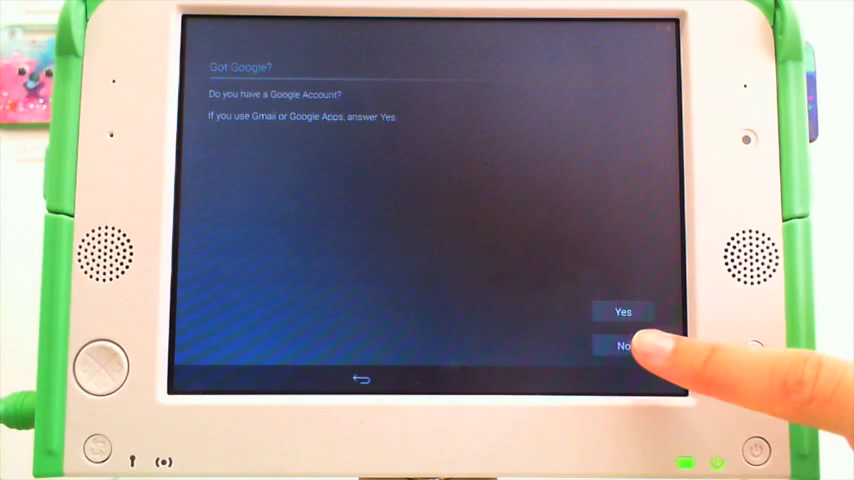 Got Google?
Do you have a Google Account?
If you use Gmail or Google Apps, answer Yes.
Yes
No